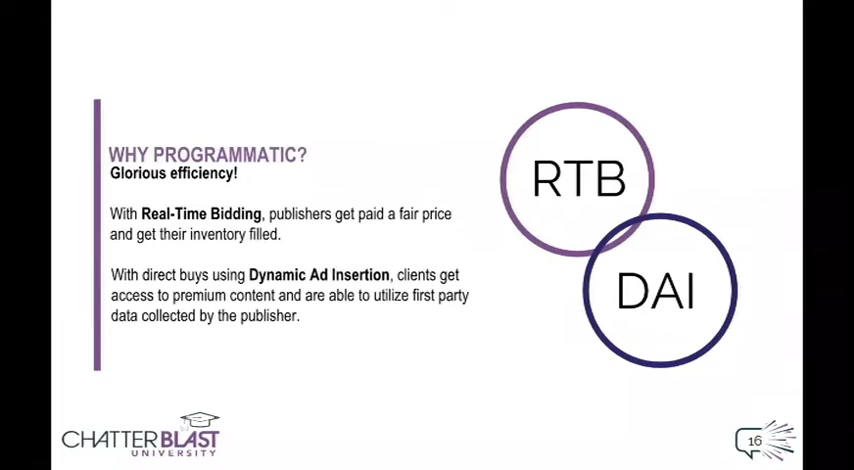 WHY PROGRAMMATIC?
Glorious efficiency!
With Real-Time Bidding, publishers get paid a fair price
and get their inventory filled.
With direct buys using Dynamic Ad Insertion, clients get
access to premium content and are able to utilize first party
data collected by the publisher.
RTB
DAI
CHATTERBLAST
UNIVERSITY
16